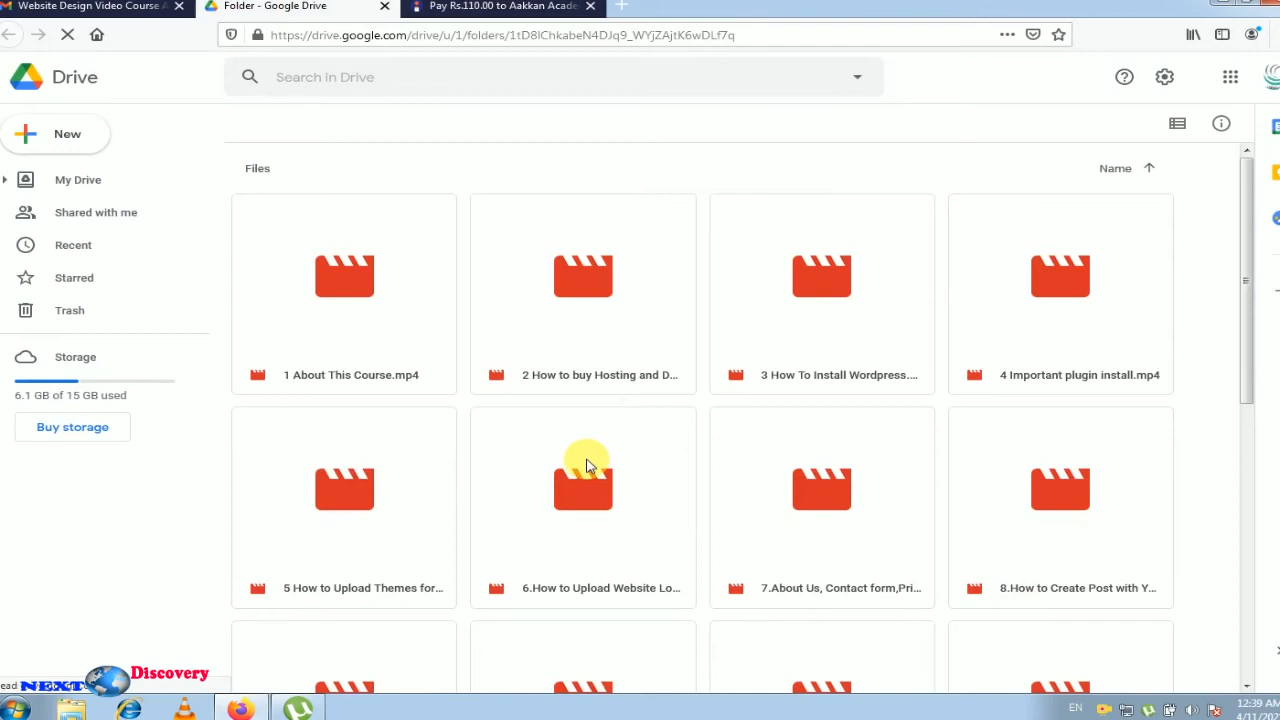 Website Design Video Course A
Folder - Google Drive
Pay Rs.110.00 to Aakkan Acade
https://drive.google.com/drive/u/1/folders/1tD8lChkabeN4DJq9_WYjZAjtK6wDLf7q
Drive
Search in Drive
New
My Drive
Shared with me
Recent
Starred
Trash
Storage
6.1 GB of 15 GB used
Buy storage
Files
Name
1 About This Course.mp4
2 How to buy Hosting and D...
3 How To Install Wordpress....
4 Important plugin install.mp4
5 How to Upload Themes for...
6.How to Upload Website Lo...
7.About Us, Contact form,Pri...
8.How to Create Post with Y...
NEXT Discovery
EN
12:39 AM